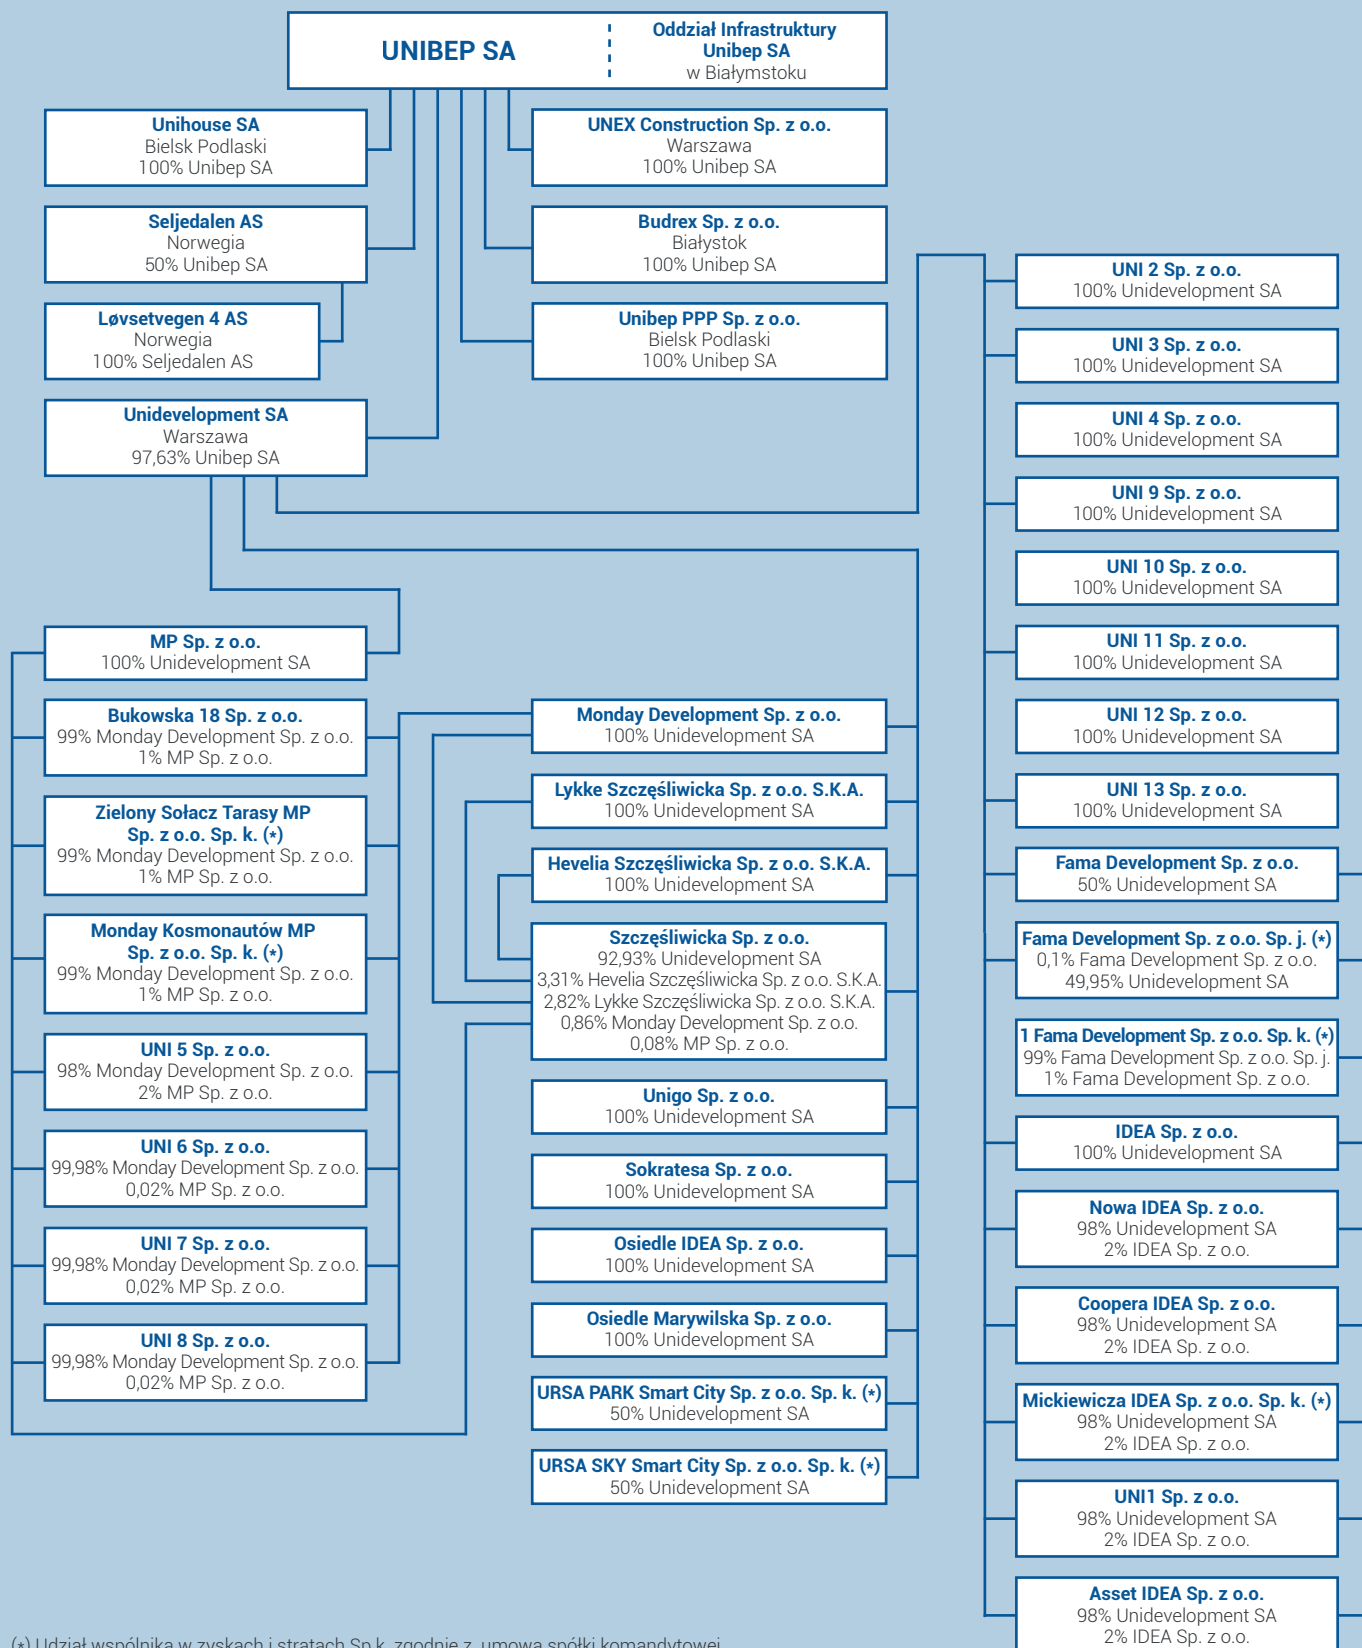 UNIBEP SA
Oddział Infrastruktury
Unibep SA
w Białymstoku
Unihouse SA
Bielsk Podlaski
100% Unibep SA
Seljedalen AS
Norwegia
50% Unibep SA
Løvsetvegen 4 AS
Norwegia
100% Seljedalen AS
Unidevelopment SA
Warszawa
97,63% Unibep SA
UNEX Construction Sp. z o.o.
Warszawa
100% Unibep SA
Budrex Sp. z o.o.
Białystok
100% Unibep SA
Unibep PPP Sp. z o.o.
Bielsk Podlaski
100% Unibep SA
MP Sp. z o.o.
100% Unidevelopment SA
Bukowska 18 Sp. z o.o.
99% Monday Development Sp. z o.o.
1% MP Sp. z o.o.
Zielony Sołacz Tarasy MP
Sp. z o.o. Sp. k. (*)
99% Monday Development Sp. z o.o.
1% MP Sp. z o.o.
Monday Kosmonautów MP
Sp. z o.o. Sp. k. (*)
99% Monday Development Sp. z o.o.
1% MP Sp. z o.o.
UNI 5 Sp. z o.o.
98% Monday Development Sp. z o.o.
2% MP Sp. z o.o.
UNI 6 Sp. z o.o.
99,98% Monday Development Sp. z o.o.
0,02% MP Sp. z o.o.
UNI 7 Sp. z o.o.
99,98% Monday Development Sp. z o.o.
0,02% MP Sp. z o.o.
UNI 8 Sp. z o.o.
99,98% Monday Development Sp. z o.o.
0,02% MP Sp. z o.o.
Monday Development Sp. z o.o.
100% Unidevelopment SA
Lykke Szczęśliwicka Sp. z o.o. S.K.A.
100% Unidevelopment SA
Hevelia Szczęśliwicka Sp. z o.o. S.K.A.
100% Unidevelopment SA
Szczęśliwicka Sp. z o.o.
92,93% Unidevelopment SA
3,31% Hevelia Szczęśliwicka Sp. z o.o. S.K.A.
2,82% Lykke Szczęśliwicka Sp. z o.o. S.K.A.
0,86% Monday Development Sp. z o.o.
0,08% MP Sp. z o.o.
Unigo Sp. z o.o.
100% Unidevelopment SA
Sokratesa Sp. z o.o.
100% Unidevelopment SA
Osiedle IDEA Sp. z o.o.
100% Unidevelopment SA
Osiedle Marywilska Sp. z o.o.
100% Unidevelopment SA
URSA PARK Smart City Sp. z o.o. Sp. k. (*)
50% Unidevelopment SA
URSA SKY Smart City Sp. z o.o. Sp. k. (*)
50% Unidevelopment SA
UNI 2 Sp. z o.o.
100% Unidevelopment SA
UNI 3 Sp. z o.o.
100% Unidevelopment SA
UNI 4 Sp. z o.o.
100% Unidevelopment SA
UNI 9 Sp. z o.o.
100% Unidevelopment SA
UNI 10 Sp. z o.o.
100% Unidevelopment SA
UNI 11 Sp. z o.o.
100% Unidevelopment SA
UNI 12 Sp. z o.o.
100% Unidevelopment SA
UNI 13 Sp. z o.o.
100% Unidevelopment SA
Fama Development Sp. z o.o.
50% Unidevelopment SA
Fama Development Sp. z o.o. Sp. j. (*)
0,1% Fama Development Sp. z o.o.
49,95% Unidevelopment SA
1 Fama Development Sp. z o.o. Sp. k. (*)
99% Fama Development Sp. z o.o. Sp. j.
1% Fama Development Sp. z o.o.
IDEA Sp. z o.o.
100% Unidevelopment SA
Nowa IDEA Sp. z o.o.
98% Unidevelopment SA
2% IDEA Sp. z o.o.
Coopera IDEA Sp. z o.o.
98% Unidevelopment SA
2% IDEA Sp. z o.o.
Mickiewicza IDEA Sp. z o.o. Sp. k. (*)
98% Unidevelopment SA
2% IDEA Sp. z o.o.
UNI1 Sp. z o.o.
98% Unidevelopment SA
2% IDEA Sp. z o.o.
Asset IDEA Sp. z o.o.
98% Unidevelopment SA
2% IDEA Sp. z o.o.
(*) Udział wspólnika w zyskach i stratach Sp.k. zgodnie z umową spółki komandytowej